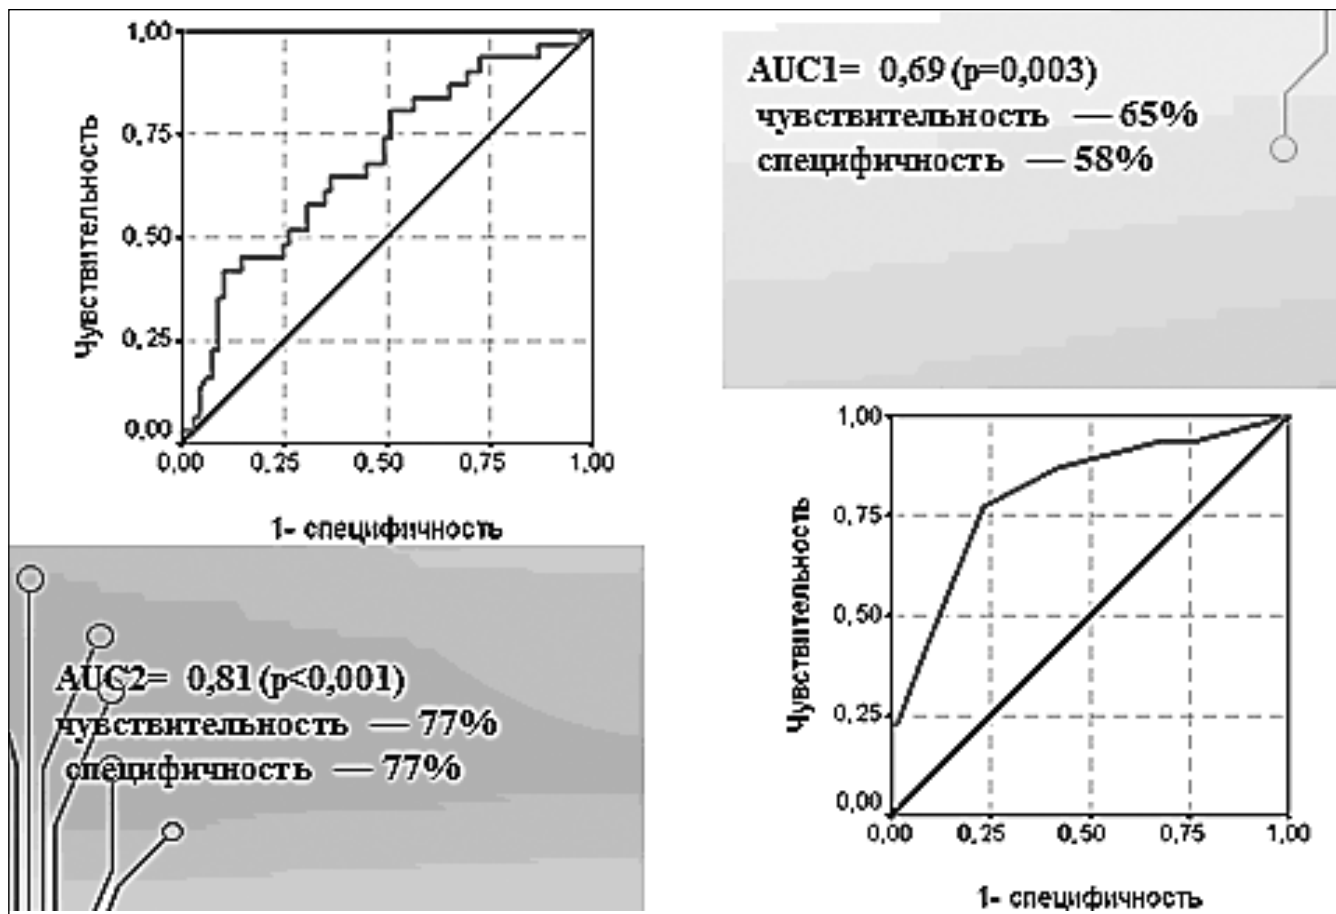 1,00
0,75
0,50
0,25
0,00
Чувствительность
0,00 0,25 0,50 0,75 1,00
1- специфичность
AUC1= 0,69 (p=0,003)
чувствительность — 65%
специфичность — 58%
AUC2= 0,81 (p<0,001)
чувствительность — 77%
специфичность — 77%
1,00
0,75
0,50
0,25
0,00
Чувствительность
0,00 0,25 0,50 0,75 1,00
1- специфичность